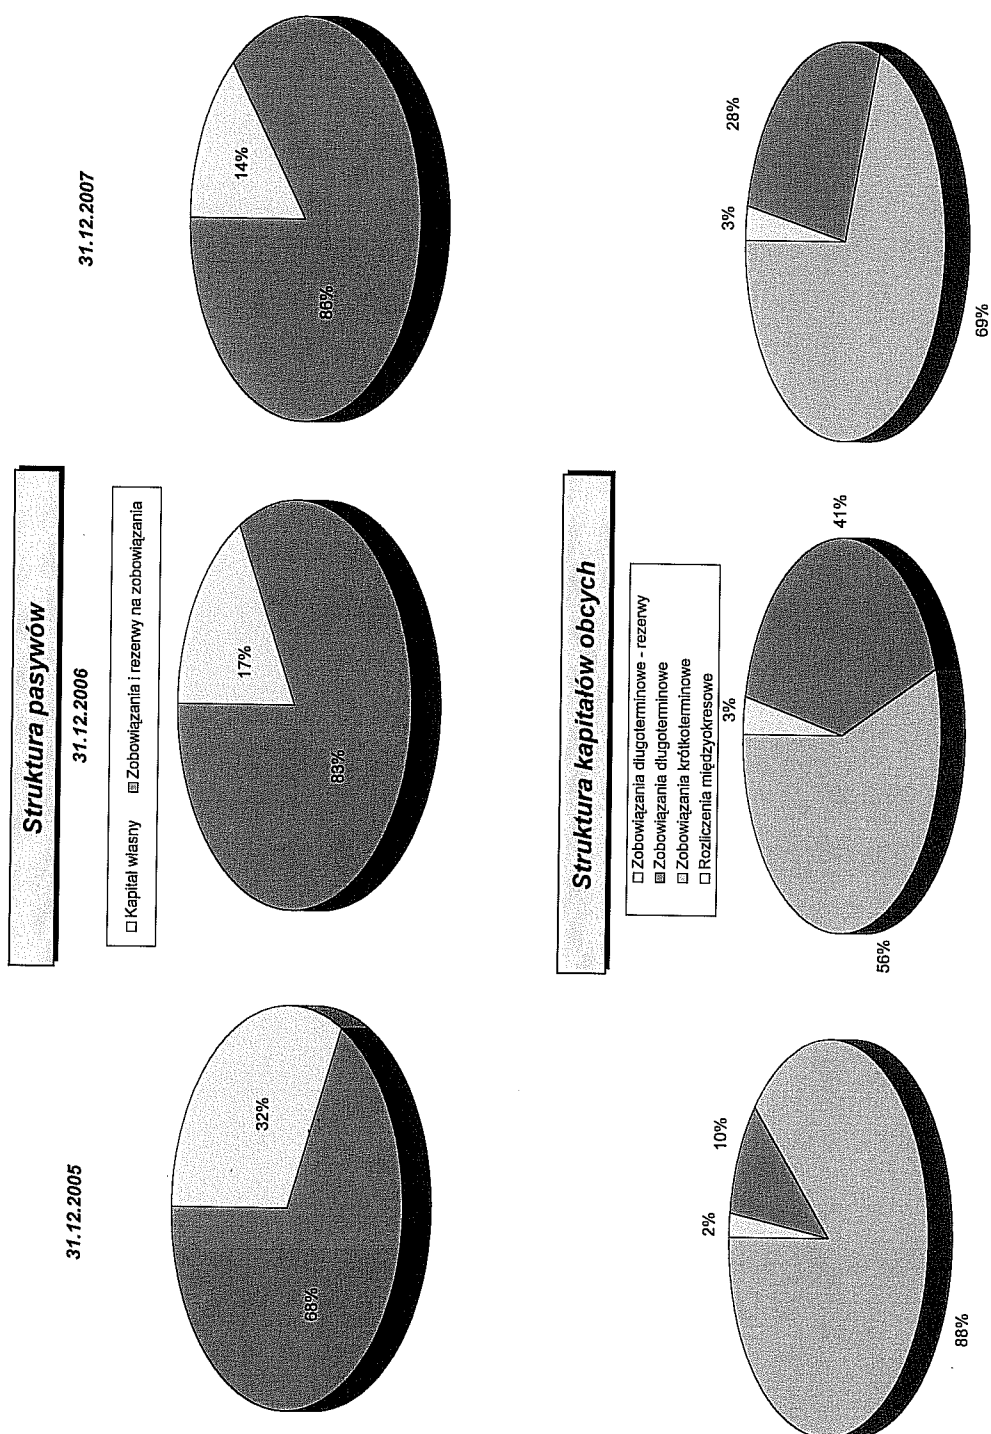 Struktura pasywów
31.12.2005
31.12.2006
31.12.2007
Kapitał własny
Zobowiązania i rezerwy na zobowiązania
32%
68%
17%
83%
14%
86%
Struktura kapitałów obcych
Zobowiązania długoterminowe - rezerwy
Zobowiązania długoterminowe
Zobowiązania krótkoterminowe
Rozliczenia międzyokresowe
2%
10%
88%
3%
41%
56%
3%
28%
69%